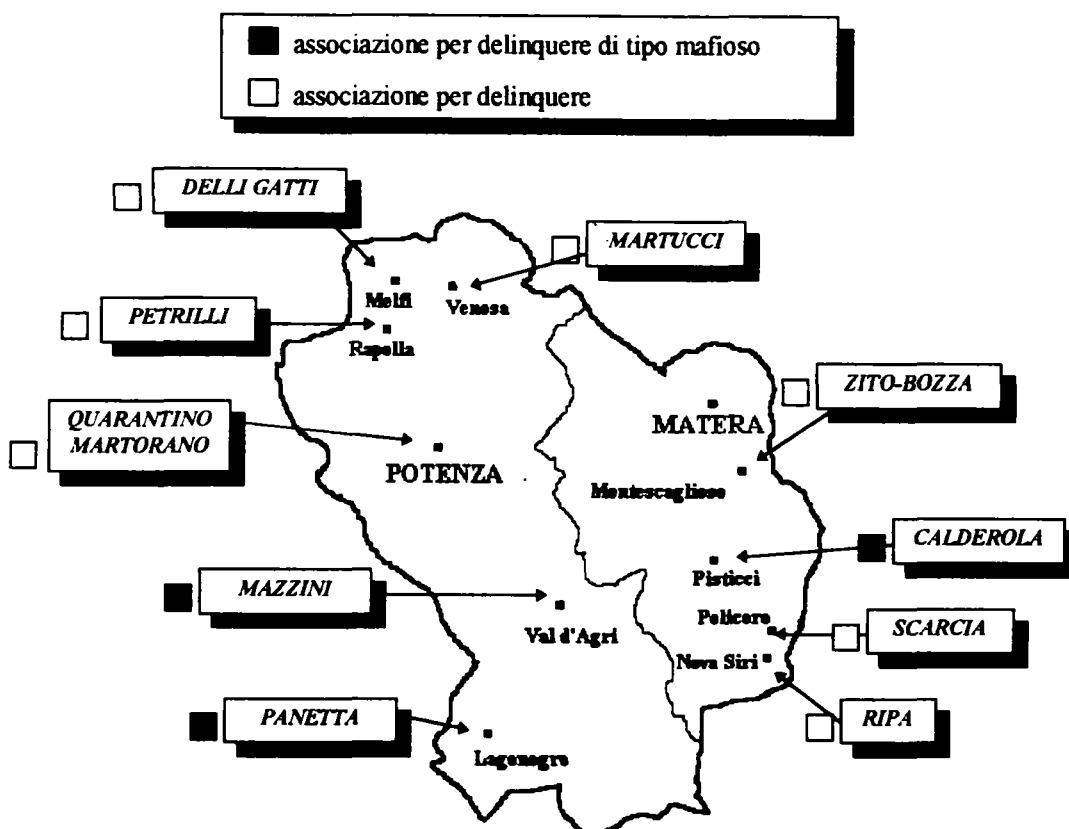 associazione per delinquere di tipo mafioso
associazione per delinquere
DELLI GATTI
MARTUCCI
Melfi
Venosa
PETRILLI
Rapolla
ZITO-BOZZA
QUARANTINO
MARTORANO
MATERA
POTENZA
Montescaglioso
CALDEROLA
Pisticci
MAZZINI
Val d'Agri
Policoro
SCARCIA
Nova Siri
PANETTA
RIPA
Lagonegro